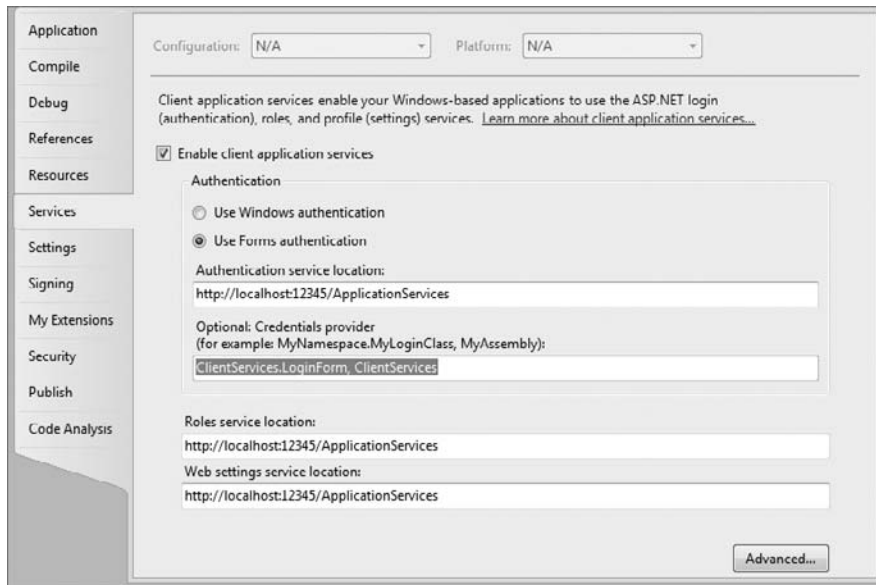 Application
Compile
Debug
References
Resources
Services
Settings
Signing
My Extensions
Security
Publish
Code Analysis
Configuration: N/A Platform: N/A
Client application services enable your Windows-based applications to use the ASP.NET login
(authentication), roles, and profile (settings) services. Learn more about client application services...
Enable client application services
Authentication
Use Windows authentication
Use Forms authentication
Authentication service location:
http://localhost:12345/ApplicationServices
Optional: Credentials provider
(for example: MyNamespace.MyLoginClass, MyAssembly):
ClientServices.LoginForm, ClientServices
Roles service location:
http://localhost:12345/ApplicationServices
Web settings service location:
http://localhost:12345/ApplicationServices
Advanced...